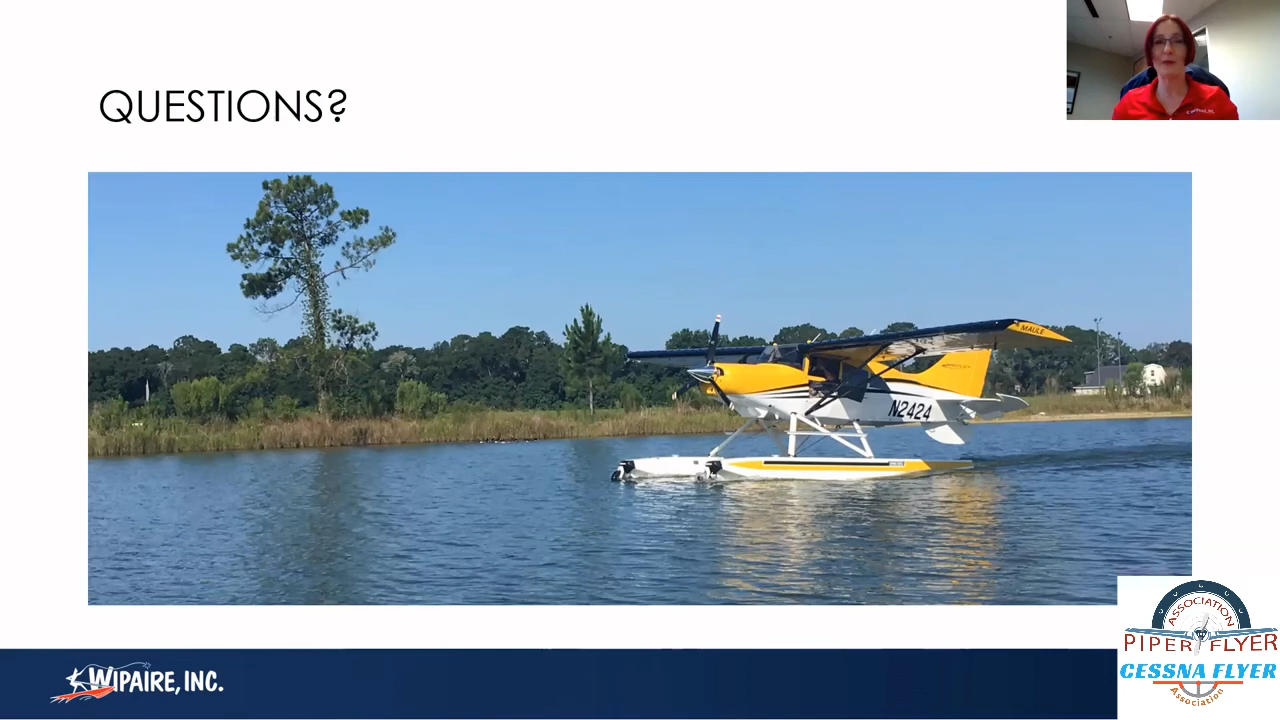 QUESTIONS?
MAULE
N2424
WIPAIRE, INC.
ASSOCIATION
PIPER FLYER
CESSNA FLYER
Association